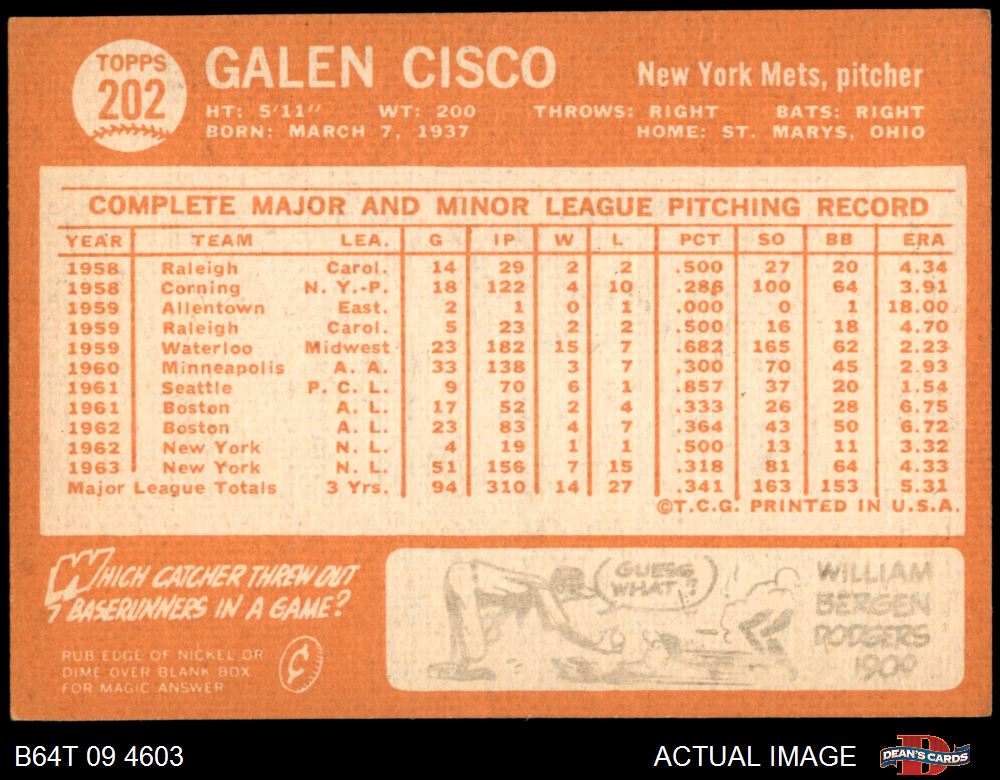 TOPPS
202
GALEN CISCO
New York Mets, pitcher
HT: 5'11" WT: 200 THROWS: RIGHT BATS: RIGHT
BORN: MARCH 7, 1937 HOME: ST. MARYS, OHIO
COMPLETE MAJOR AND MINOR LEAGUE PITCHING RECORD
YEAR TEAM LEA. G IP W L PCT SO BB ERA
1958 Raleigh Carol. 14 29 2 2 .500 27 20 4.34
1958 Corning N. Y.-P. 18 122 4 10 .286 100 64 3.91
1959 Allentown East. 2 1 0 1 .000 0 1 18.00
1959 Raleigh Carol. 5 23 2 2 .500 16 18 4.70
1959 Waterloo Midwest 23 182 15 7 .682 165 62 2.23
1960 Minneapolis A. A. 33 138 3 7 .300 70 45 2.93
1961 Seattle P. C. L. 9 70 6 1 .857 37 20 1.54
1961 Boston A. L. 17 52 2 4 .333 26 28 6.75
1962 Boston A. L. 23 83 4 7 .364 43 50 6.72
1962 New York N. L. 4 19 1 1 .500 13 11 3.32
1963 New York N. L. 51 156 7 15 .318 81 64 4.33
Major League Totals 3 Yrs. 94 310 14 27 .341 163 153 5.31
©T.C.G. PRINTED IN U.S.A.
WHICH CATCHER THREW OUT
7 BASERUNNERS IN A GAME?
RUB EDGE OF NICKEL OR
DIME OVER BLANK BOX
FOR MAGIC ANSWER
¢
GUESS
WHAT?
WILLIAM
BERGEN
DODGERS
1909
B64T 09 4603 ACTUAL IMAGE
D
DEAN'S CARDS